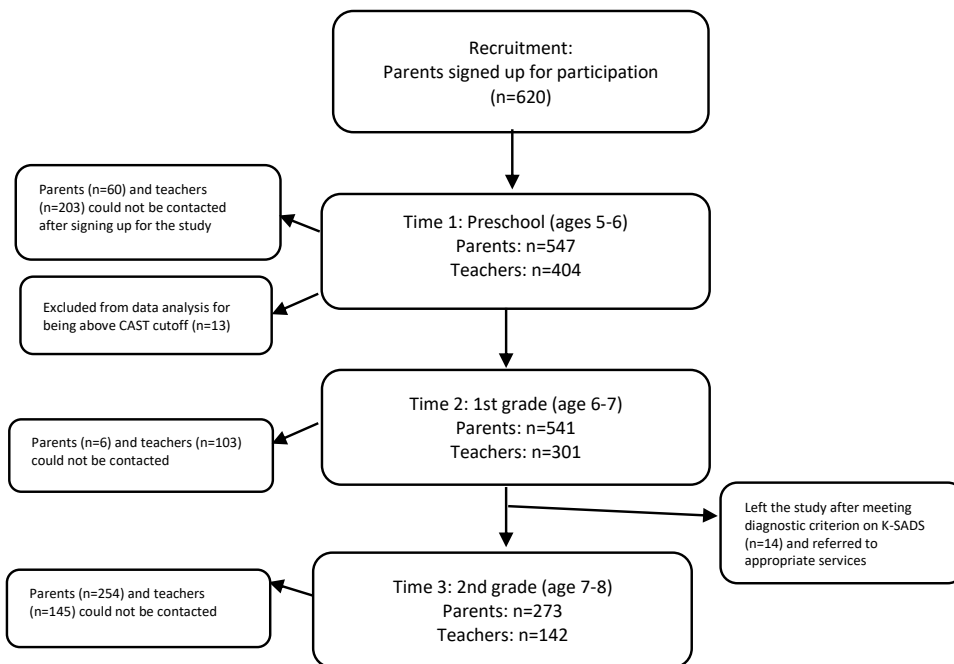 Recruitment:
Parents signed up for participation
(n=620)
Parents (n=60) and teachers
(n=203) could not be contacted
after signing up for the study
Time 1: Preschool (ages 5-6)
Parents: n=547
Teachers: n=404
Excluded from data analysis for
being above CAST cutoff (n=13)
Time 2: 1st grade (age 6-7)
Parents: n=541
Teachers: n=301
Parents (n=6) and teachers (n=103)
could not be contacted
Left the study after meeting
diagnostic criterion on K-SADS
(n=14) and referred to
appropriate services
Time 3: 2nd grade (age 7-8)
Parents: n=273
Teachers: n=142
Parents (n=254) and teachers
(n=145) could not be contacted